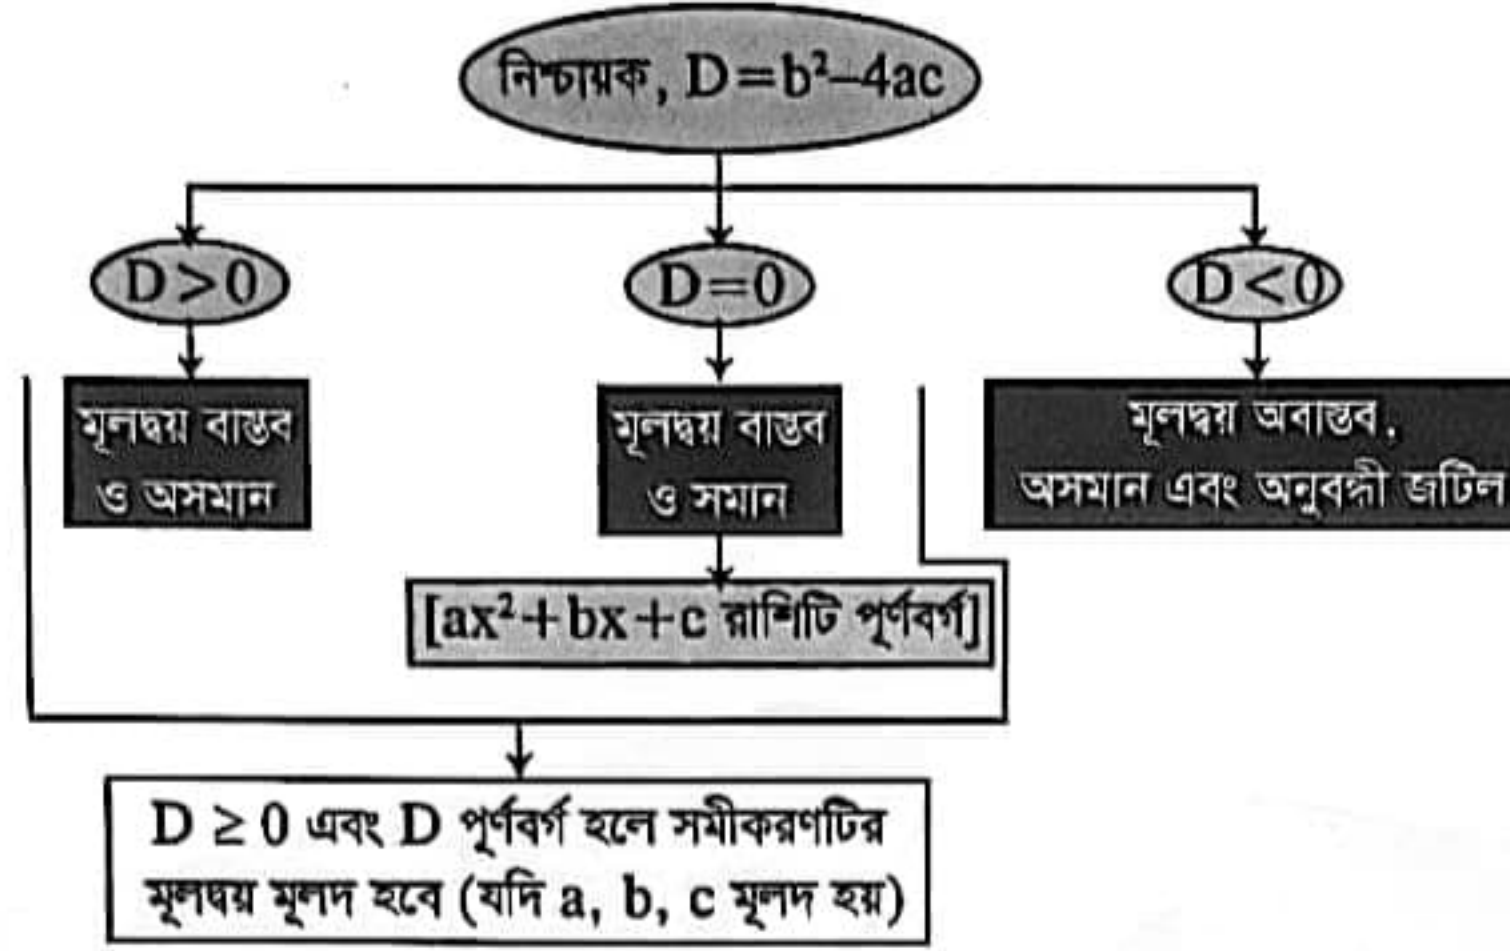 নিশ্চায়ক, D=b²–4ac
D>0
D=0
D<0
মূলদ্বয় বাস্তব
ও অসমান
মূলদ্বয় বাস্তব
ও সমান
মূলদ্বয় অবাস্তব,
অসমান এবং অনুবন্ধী জটিল
[ax²+bx+c রাশিটি পূর্ণবর্গ]
D ≥ 0 এবং D পূর্ণবর্গ হলে সমীকরণটির
মূলদ্বয় মূলদ হবে (যদি a, b, c মূলদ হয়)